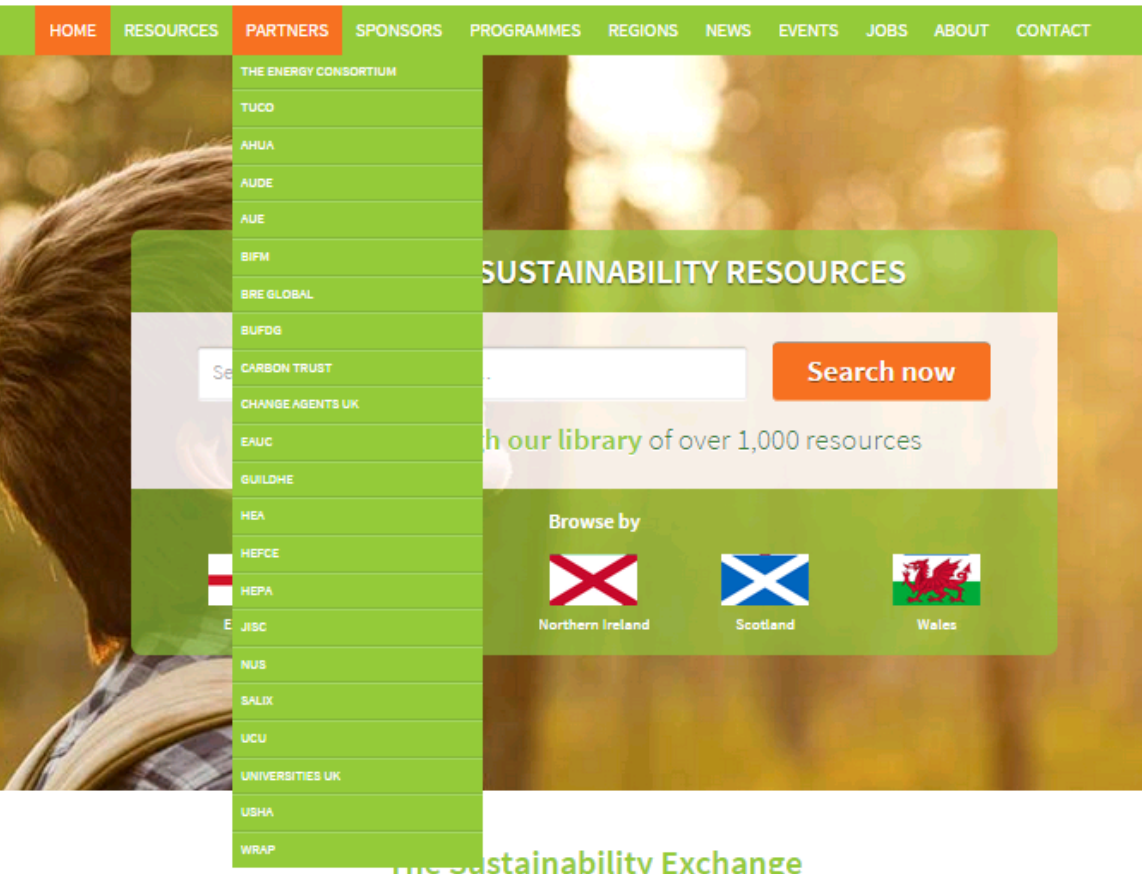 HOME RESOURCES PARTNERS SPONSORS PROGRAMMES REGIONS NEWS EVENTS JOBS ABOUT CONTACT
THE ENERGY CONSORTIUM
TUCO
AHUA
AUDE
AUE
BIFM
BRE GLOBAL
BUFDG
CARBON TRUST
CHANGE AGENTS UK
EAUC
GUILDHE
HEA
HEFCE
HEPA
JISC
NUS
SALIX
UCU
UNIVERSITIES UK
USHA
WRAP
SUSTAINABILITY RESOURCES
Search now
our library of over 1,000 resources
Browse by
Northern Ireland Scotland Wales
The Sustainability Exchange